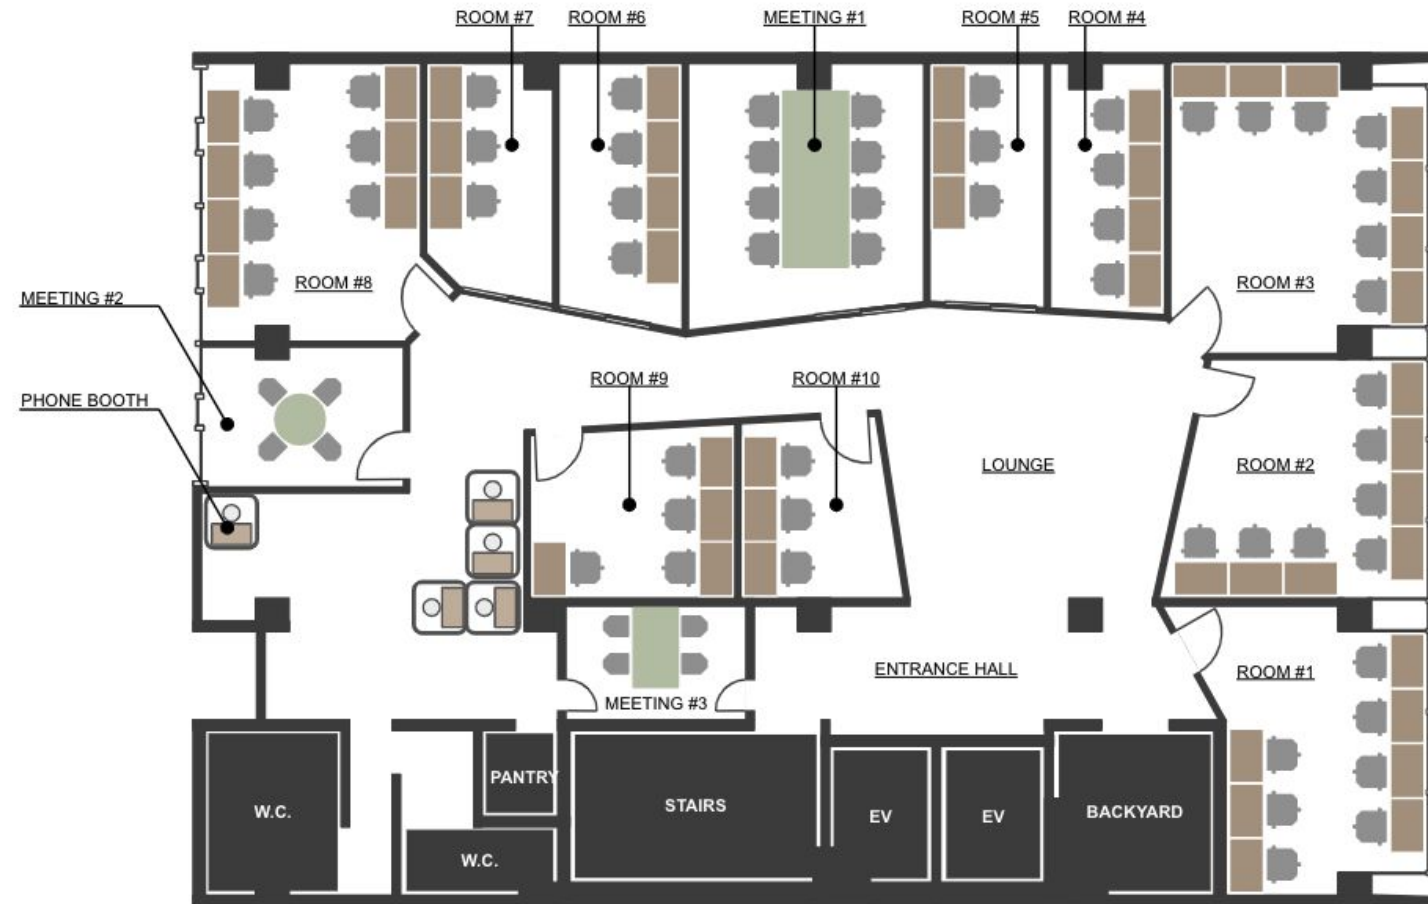 ROOM #7
ROOM #6
MEETING #1
ROOM #5
ROOM #4
ROOM #8
ROOM #3
MEETING #2
ROOM #9
ROOM #10
PHONE BOOTH
LOUNGE
ROOM #2
ENTRANCE HALL
ROOM #1
MEETING #3
PANTRY
STAIRS
W.C.
EV
EV
BACKYARD
W.C.